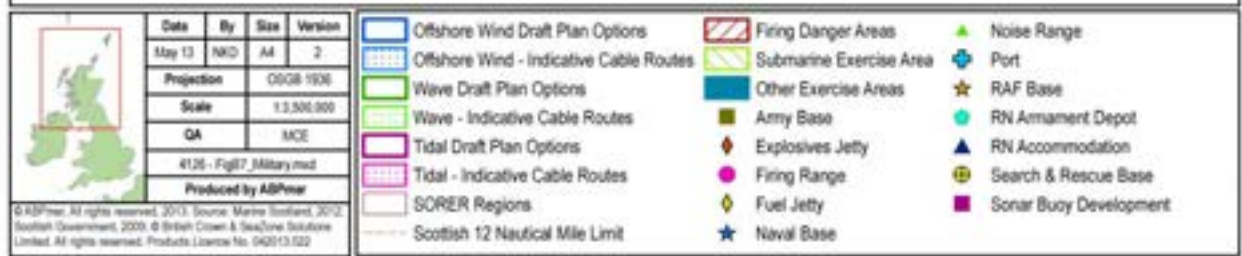 Date By Size Version
May 13 NKD A4 2
Projection OSGB 1936
Scale 1:3,500,000
QA MCE
4126 - Fig87_Military.mxd
Produced by ABPmer
© ABPmer, All rights reserved, 2013. Source: Marine Scotland, 2012.
Scottish Government, 2009. © British Crown & SeaZone Solutions
Limited. All rights reserved. Products Licence No. 042013.022
Offshore Wind Draft Plan Options
Offshore Wind - Indicative Cable Routes
Wave Draft Plan Options
Wave - Indicative Cable Routes
Tidal Draft Plan Options
Tidal - Indicative Cable Routes
SORER Regions
Scottish 12 Nautical Mile Limit
Firing Danger Areas
Submarine Exercise Area
Other Exercise Areas
Army Base
Explosives Jetty
Firing Range
Fuel Jetty
Naval Base
Noise Range
Port
RAF Base
RN Armament Depot
RN Accommodation
Search & Rescue Base
Sonar Buoy Development